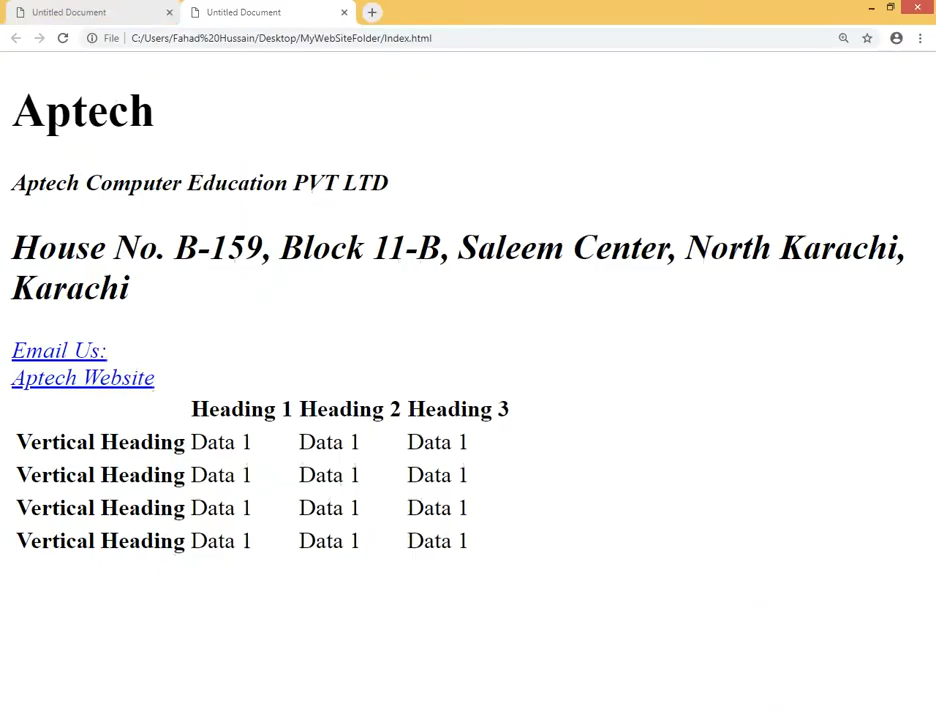 Untitled Document Untitled Document
File C:/Users/Fahad%20Hussain/Desktop/MyWebSiteFolder/Index.html
Aptech
Aptech Computer Education PVT LTD
House No. B-159, Block 11-B, Saleem Center, North Karachi,
Karachi
Email Us:
Aptech Website
Heading 1 Heading 2 Heading 3
Vertical Heading Data 1 Data 1 Data 1
Vertical Heading Data 1 Data 1 Data 1
Vertical Heading Data 1 Data 1 Data 1
Vertical Heading Data 1 Data 1 Data 1